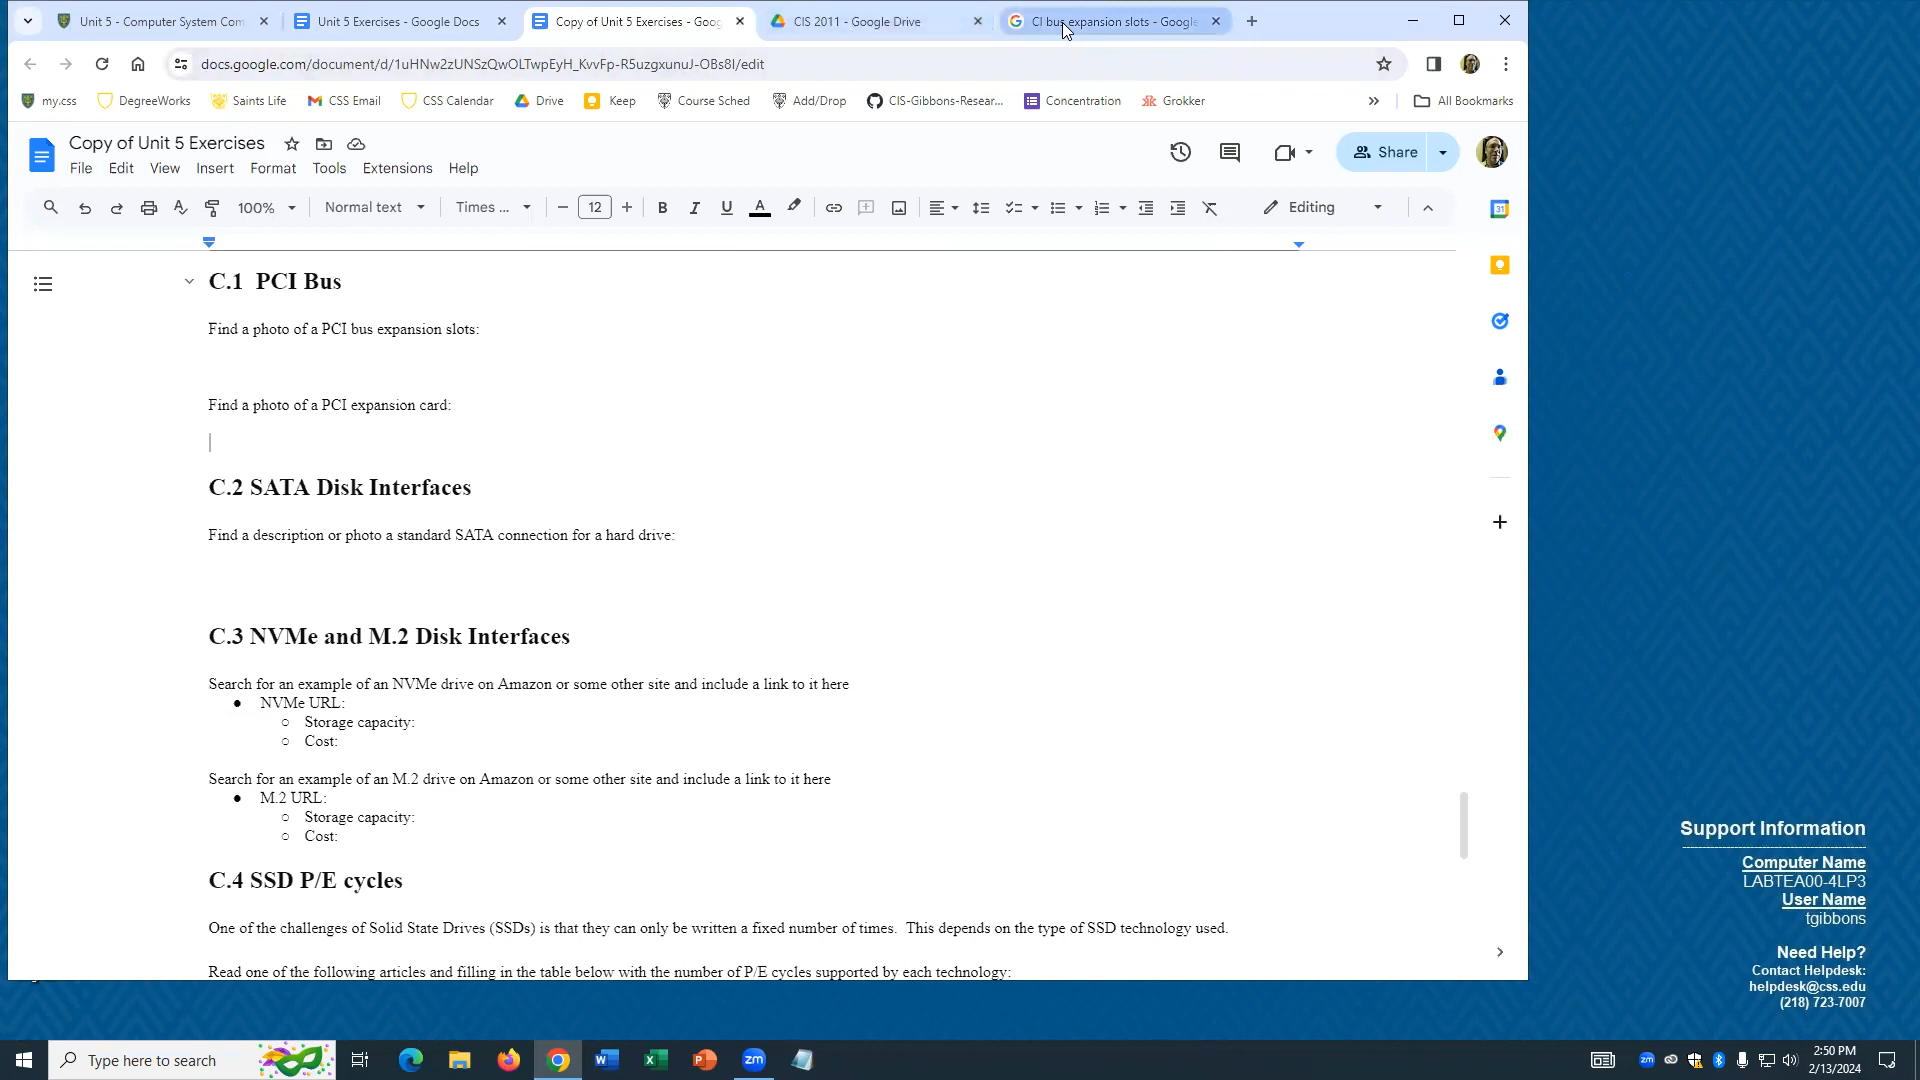 Unit 5 - Computer System Com
Unit 5 Exercises - Google Docs
Copy of Unit 5 Exercises - Goog
CIS 2011 - Google Drive
CI bus expansion slots - Google
docs.google.com/document/d/1uHNw2zUNSzQwOLTwpEyH_KvvFp-R5uzgxunuJ-OBs8I/edit
my.css
DegreeWorks
Saints Life
CSS Email
CSS Calendar
Drive
Keep
Course Sched
Add/Drop
CIS-Gibbons-Resear...
Concentration
Grokker
All Bookmarks
Copy of Unit 5 Exercises
Share
File Edit View Insert Format Tools Extensions Help
100% Normal text Times ... 12 B I U A Editing
31
C.1 PCI Bus
Find a photo of a PCI bus expansion slots:
Find a photo of a PCI expansion card:
C.2 SATA Disk Interfaces
Find a description or photo a standard SATA connection for a hard drive:
C.3 NVMe and M.2 Disk Interfaces
Search for an example of an NVMe drive on Amazon or some other site and include a link to it here
● NVMe URL:
○ Storage capacity:
○ Cost:
Search for an example of an M.2 drive on Amazon or some other site and include a link to it here
● M.2 URL:
○ Storage capacity:
○ Cost:
C.4 SSD P/E cycles
One of the challenges of Solid State Drives (SSDs) is that they can only be written a fixed number of times. This depends on the type of SSD technology used.
Read one of the following articles and filling in the table below with the number of P/E cycles supported by each technology:
Support Information
Computer Name
LABTEA00-4LP3
User Name
tgibbons
Need Help?
Contact Helpdesk:
helpdesk@css.edu
(218) 723-7007
Type here to search
zm
2:50 PM
2/13/2024